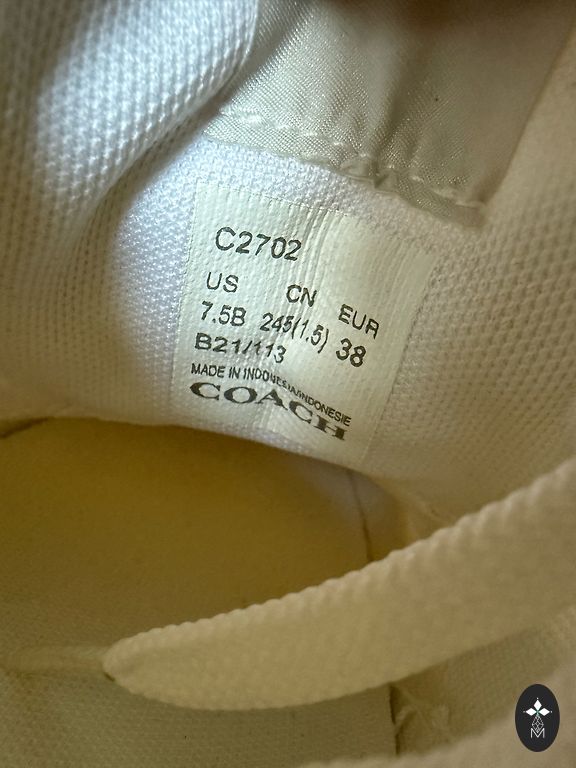 C2702
US CN EUR
7.5B 245(1.5) 38
B21/113
MADE IN INDONESIA/INDONESIE
COACH
M